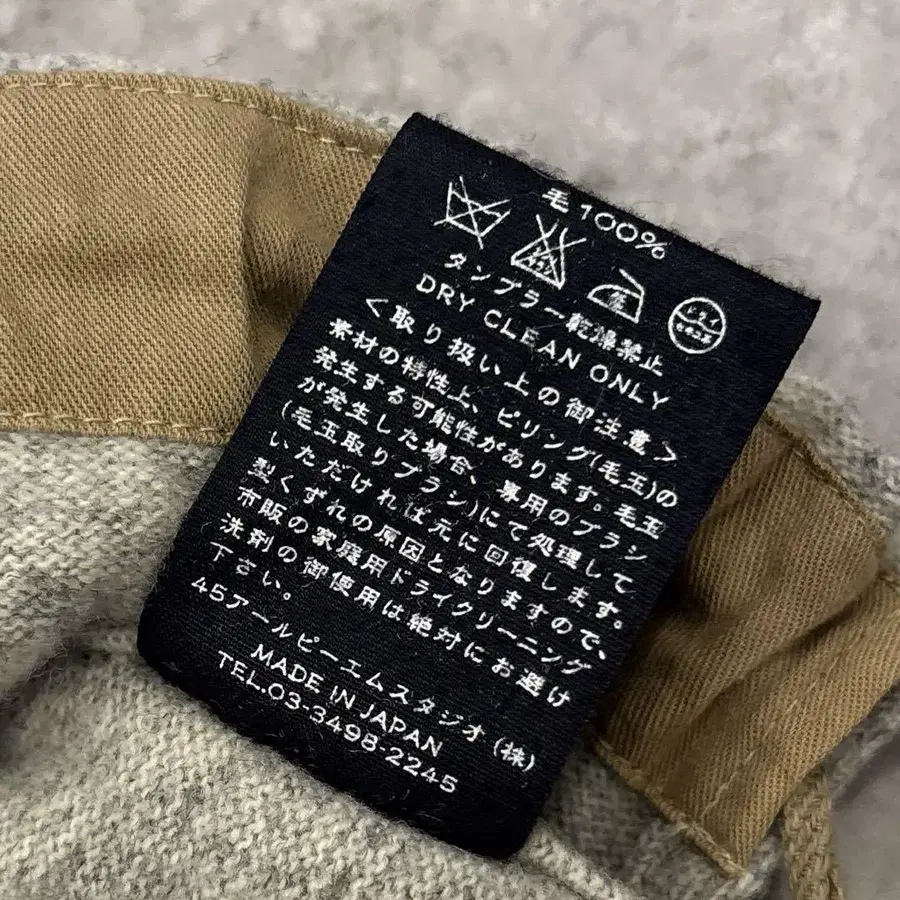 毛100%
ドライ
タンブラー乾燥禁止
DRY CLEAN ONLY
<取り扱い上の御注意>
素材の特性上、ピリング(毛玉)の
発生する可能性があります。毛玉
が発生した場合、専用のブラシ
(毛玉取りブラシ)にて処理して
いただければ元に回復します。
型くずれの原因となりますので、
市販の家庭用ドライクリーニング
洗剤の御使用は絶対にお避け
下さい。
45アールピーエムスタジオ(株)
MADE IN JAPAN
TEL.03-3498-2245